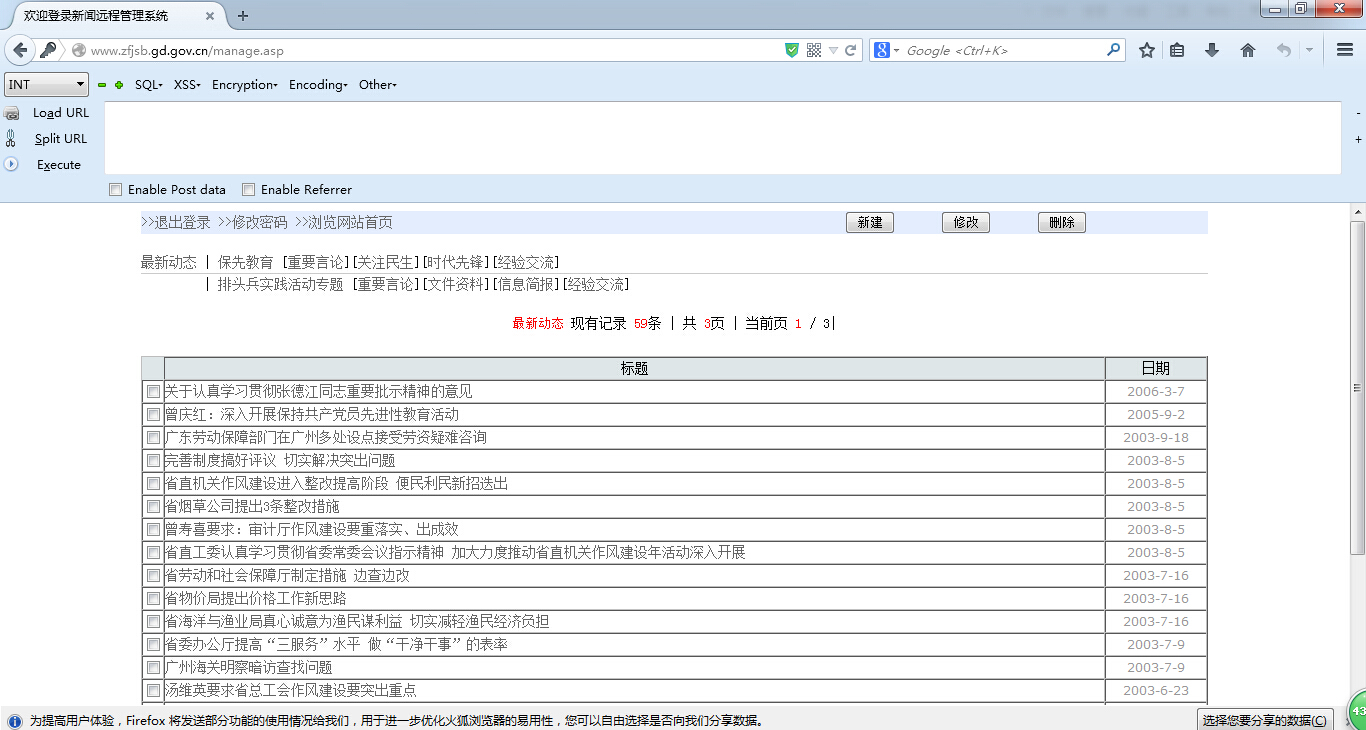 欢迎登录新闻远程管理系统
www.zfjsb.gd.gov.cn/manage.asp
Google <Ctrl+K>
INT SQL XSS Encryption Encoding Other
Load URL
Split URL
Execute
Enable Post data Enable Referrer
>>退出登录 >>修改密码 >>浏览网站首页 新建 修改 删除
最新动态 | 保先教育 [重要言论][关注民生][时代先锋][经验交流]
| 排头兵实践活动专题 [重要言论][文件资料][信息简报][经验交流]
最新动态 现有记录 59条 | 共 3页 | 当前页 1 / 3|
标题 日期
关于认真学习贯彻张德江同志重要批示精神的意见 2006-3-7
曾庆红：深入开展保持共产党员先进性教育活动 2005-9-2
广东劳动保障部门在广州多处设点接受劳资疑难咨询 2003-9-18
完善制度搞好评议 切实解决突出问题 2003-8-5
省直机关作风建设进入整改提高阶段 便民利民新招迭出 2003-8-5
省烟草公司提出3条整改措施 2003-8-5
曾寿喜要求：审计厅作风建设要重落实、出成效 2003-8-5
省直工委认真学习贯彻省委常委会议指示精神 加大力度推动省直机关作风建设年活动深入开展 2003-8-5
省劳动和社会保障厅制定措施 边查边改 2003-7-16
省物价局提出价格工作新思路 2003-7-16
省海洋与渔业局真心诚意为渔民谋利益 切实减轻渔民经济负担 2003-7-16
省委办公厅提高“三服务”水平 做“干净干事”的表率 2003-7-9
广州海关明察暗访查找问题 2003-7-9
汤维英要求省总工会作风建设要突出重点 2003-6-23
为提高用户体验，Firefox 将发送部分功能的使用情况给我们，用于进一步优化火狐浏览器的易用性，您可以自由选择是否向我们分享数据。 选择您要分享的数据(C)
43